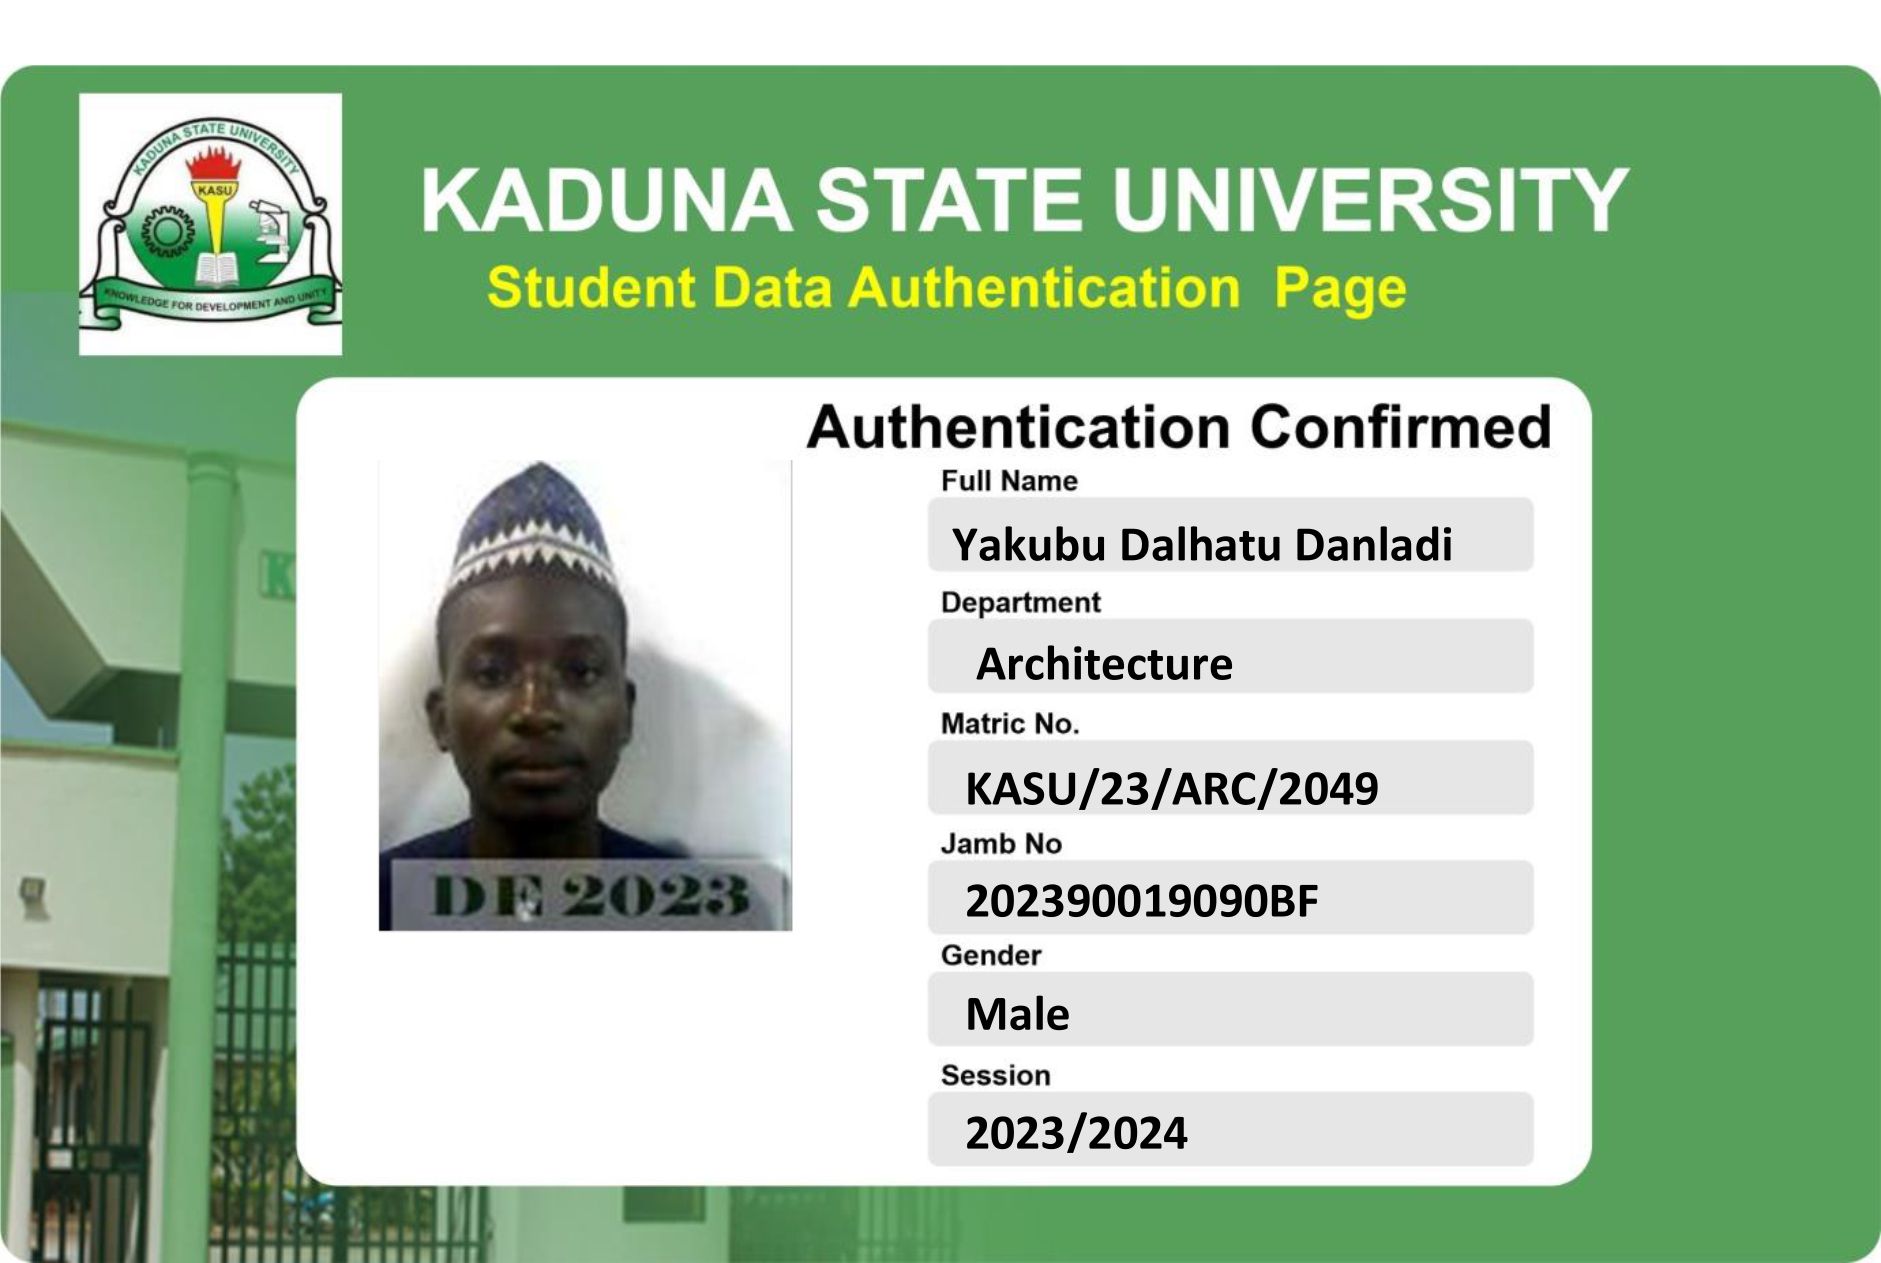 KADUNA STATE UNIVERSITY
KASU
KNOWLEDGE FOR DEVELOPMENT AND UNITY
KADUNA STATE UNIVERSITY
Student Data Authentication Page
Authentication Confirmed
Full Name
Yakubu Dalhatu Danladi
Department
Architecture
Matric No.
KASU/23/ARC/2049
Jamb No
202390019090BF
Gender
Male
Session
2023/2024
DE 2023
K